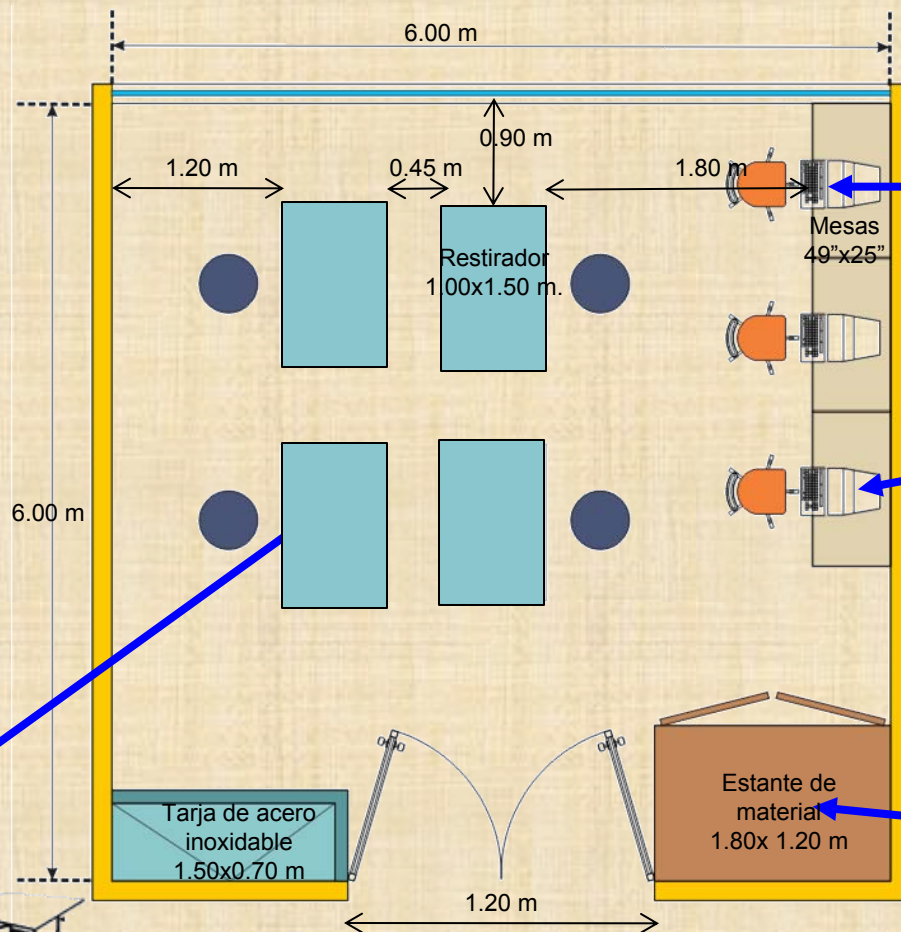 6.00 m
0.90 m
1.20 m
0.45 m
1.80 m
Mesas
49”x25”
Restirador
1.00x1.50 m.
6.00 m
Estante de
material
1.80x 1.20 m
Tarja de acero
inoxidable
1.50x0.70 m
1.20 m